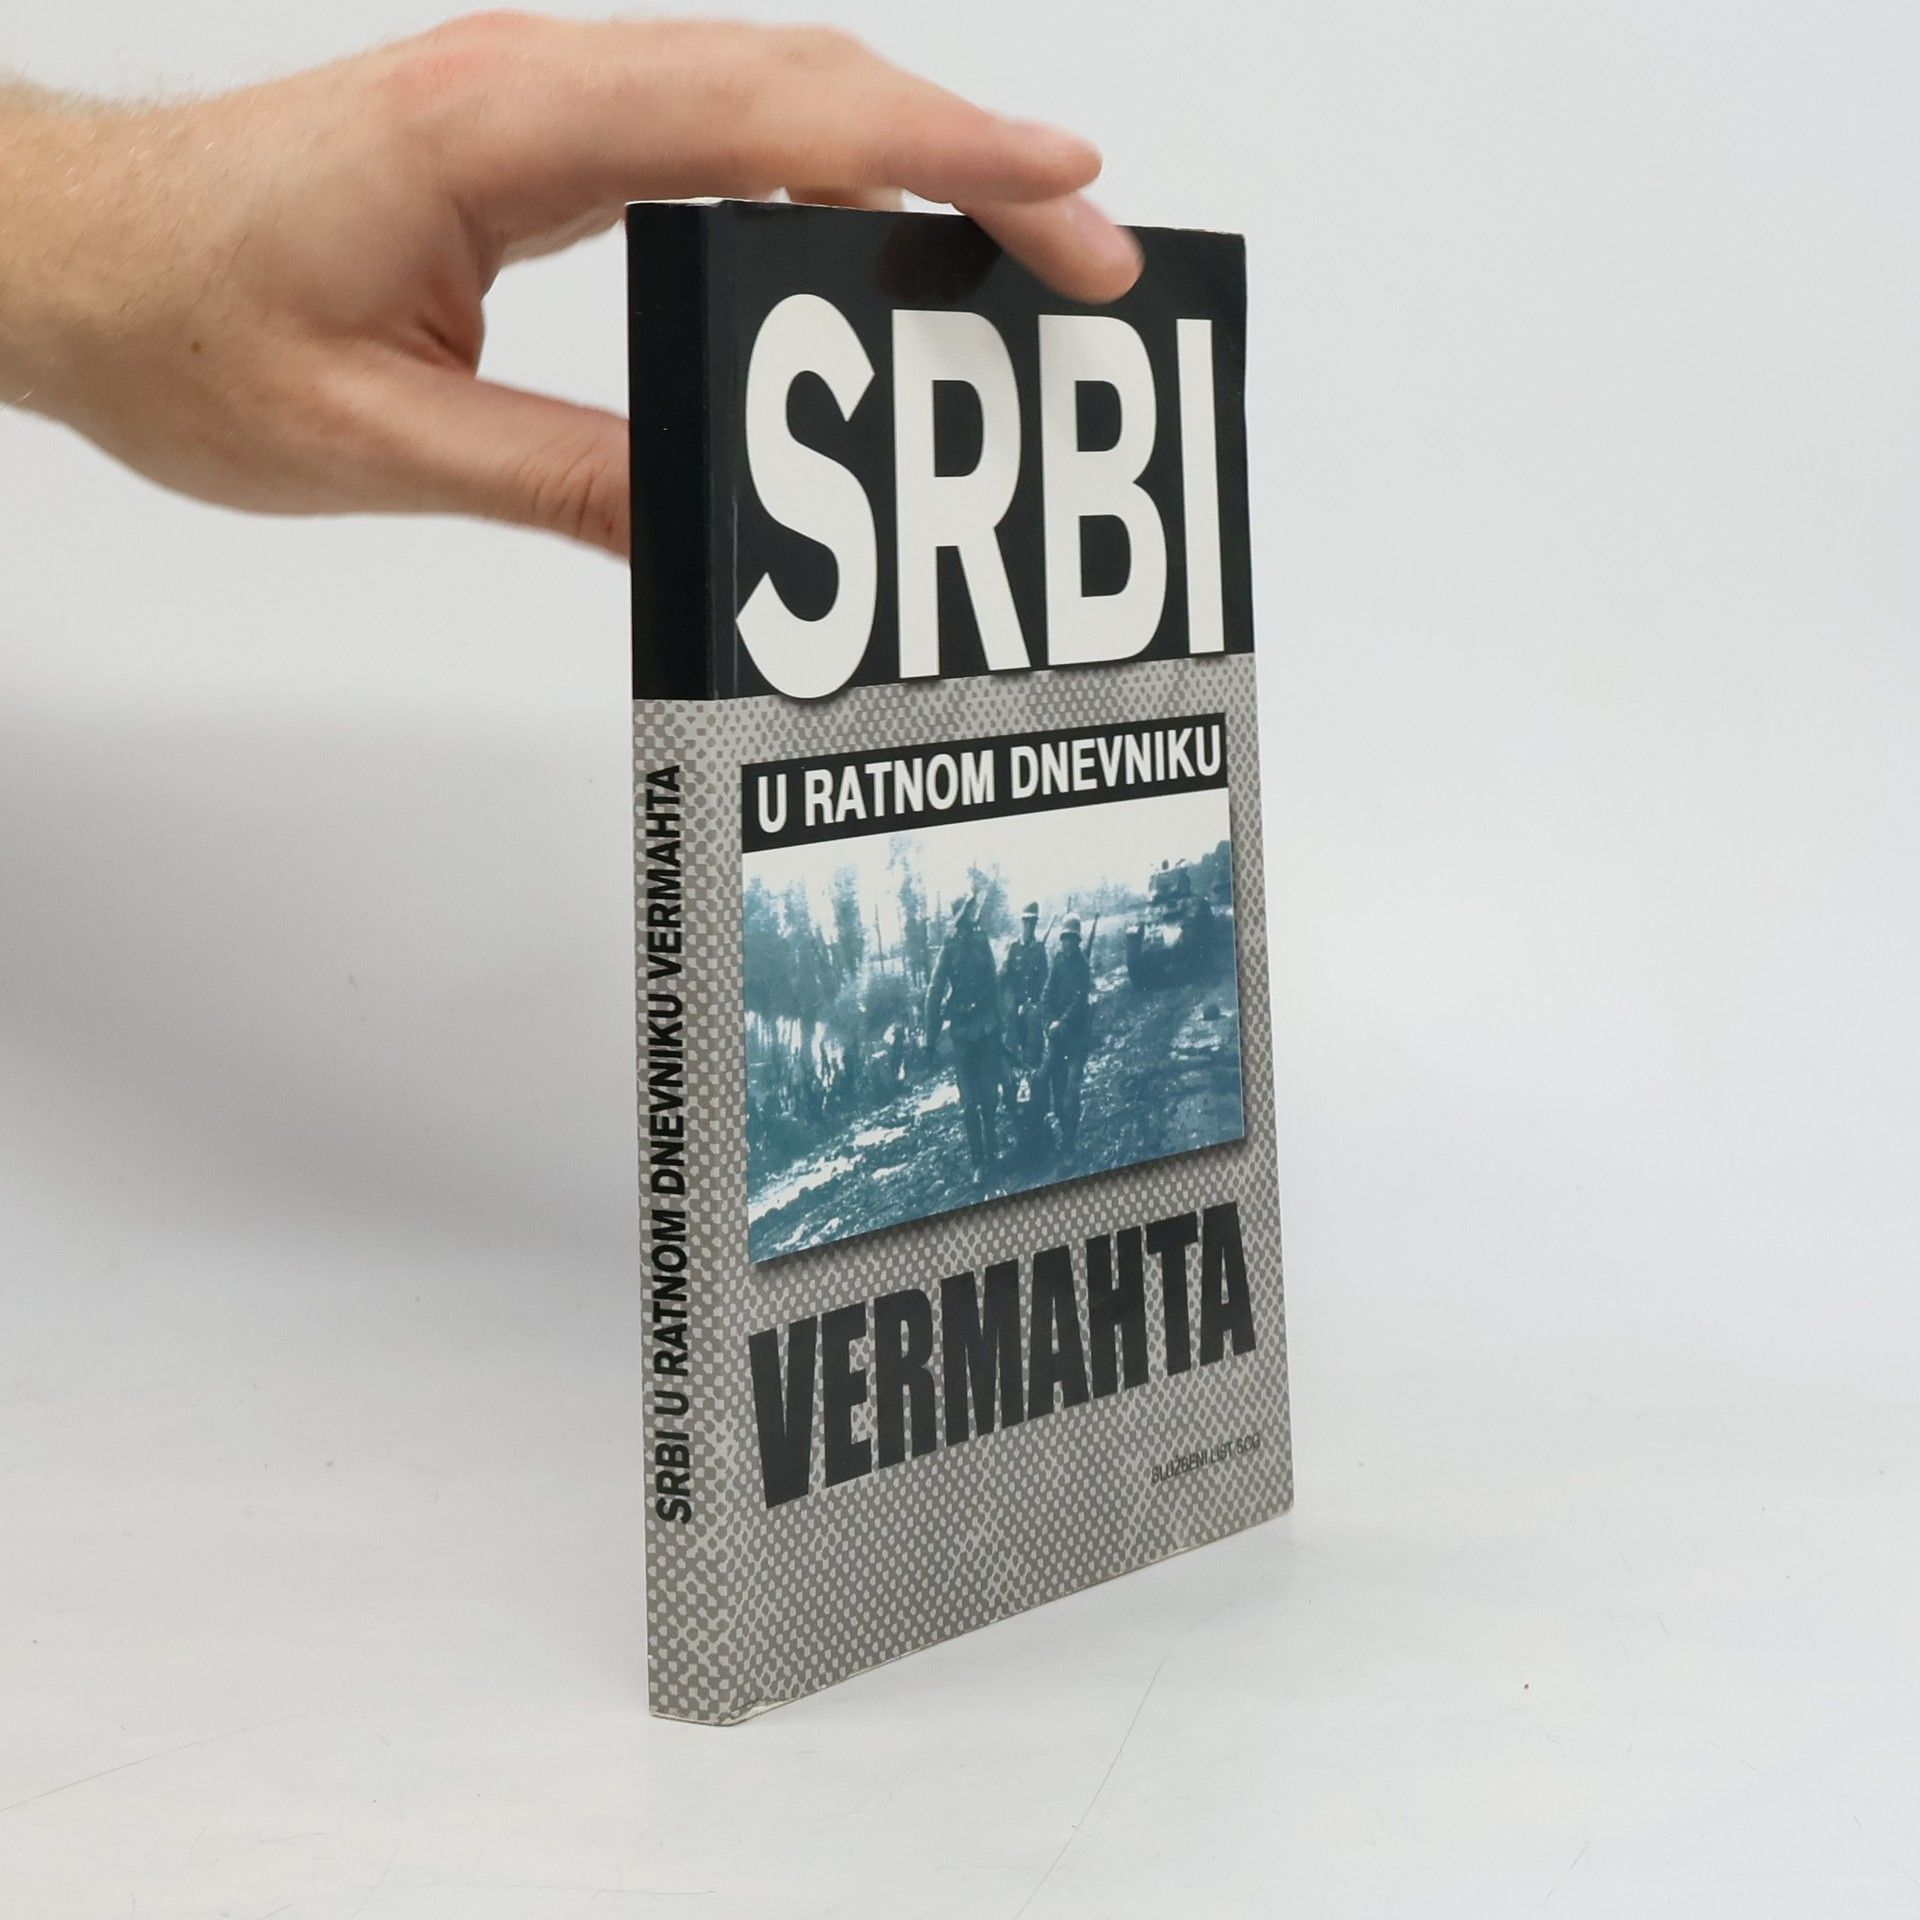 SRBI
U RATNOM DNEVNIKU
VERMAHTA
SLUŽBENI LIST SCG
SRBI U RATNOM DNEVNIKU VERMAHTA